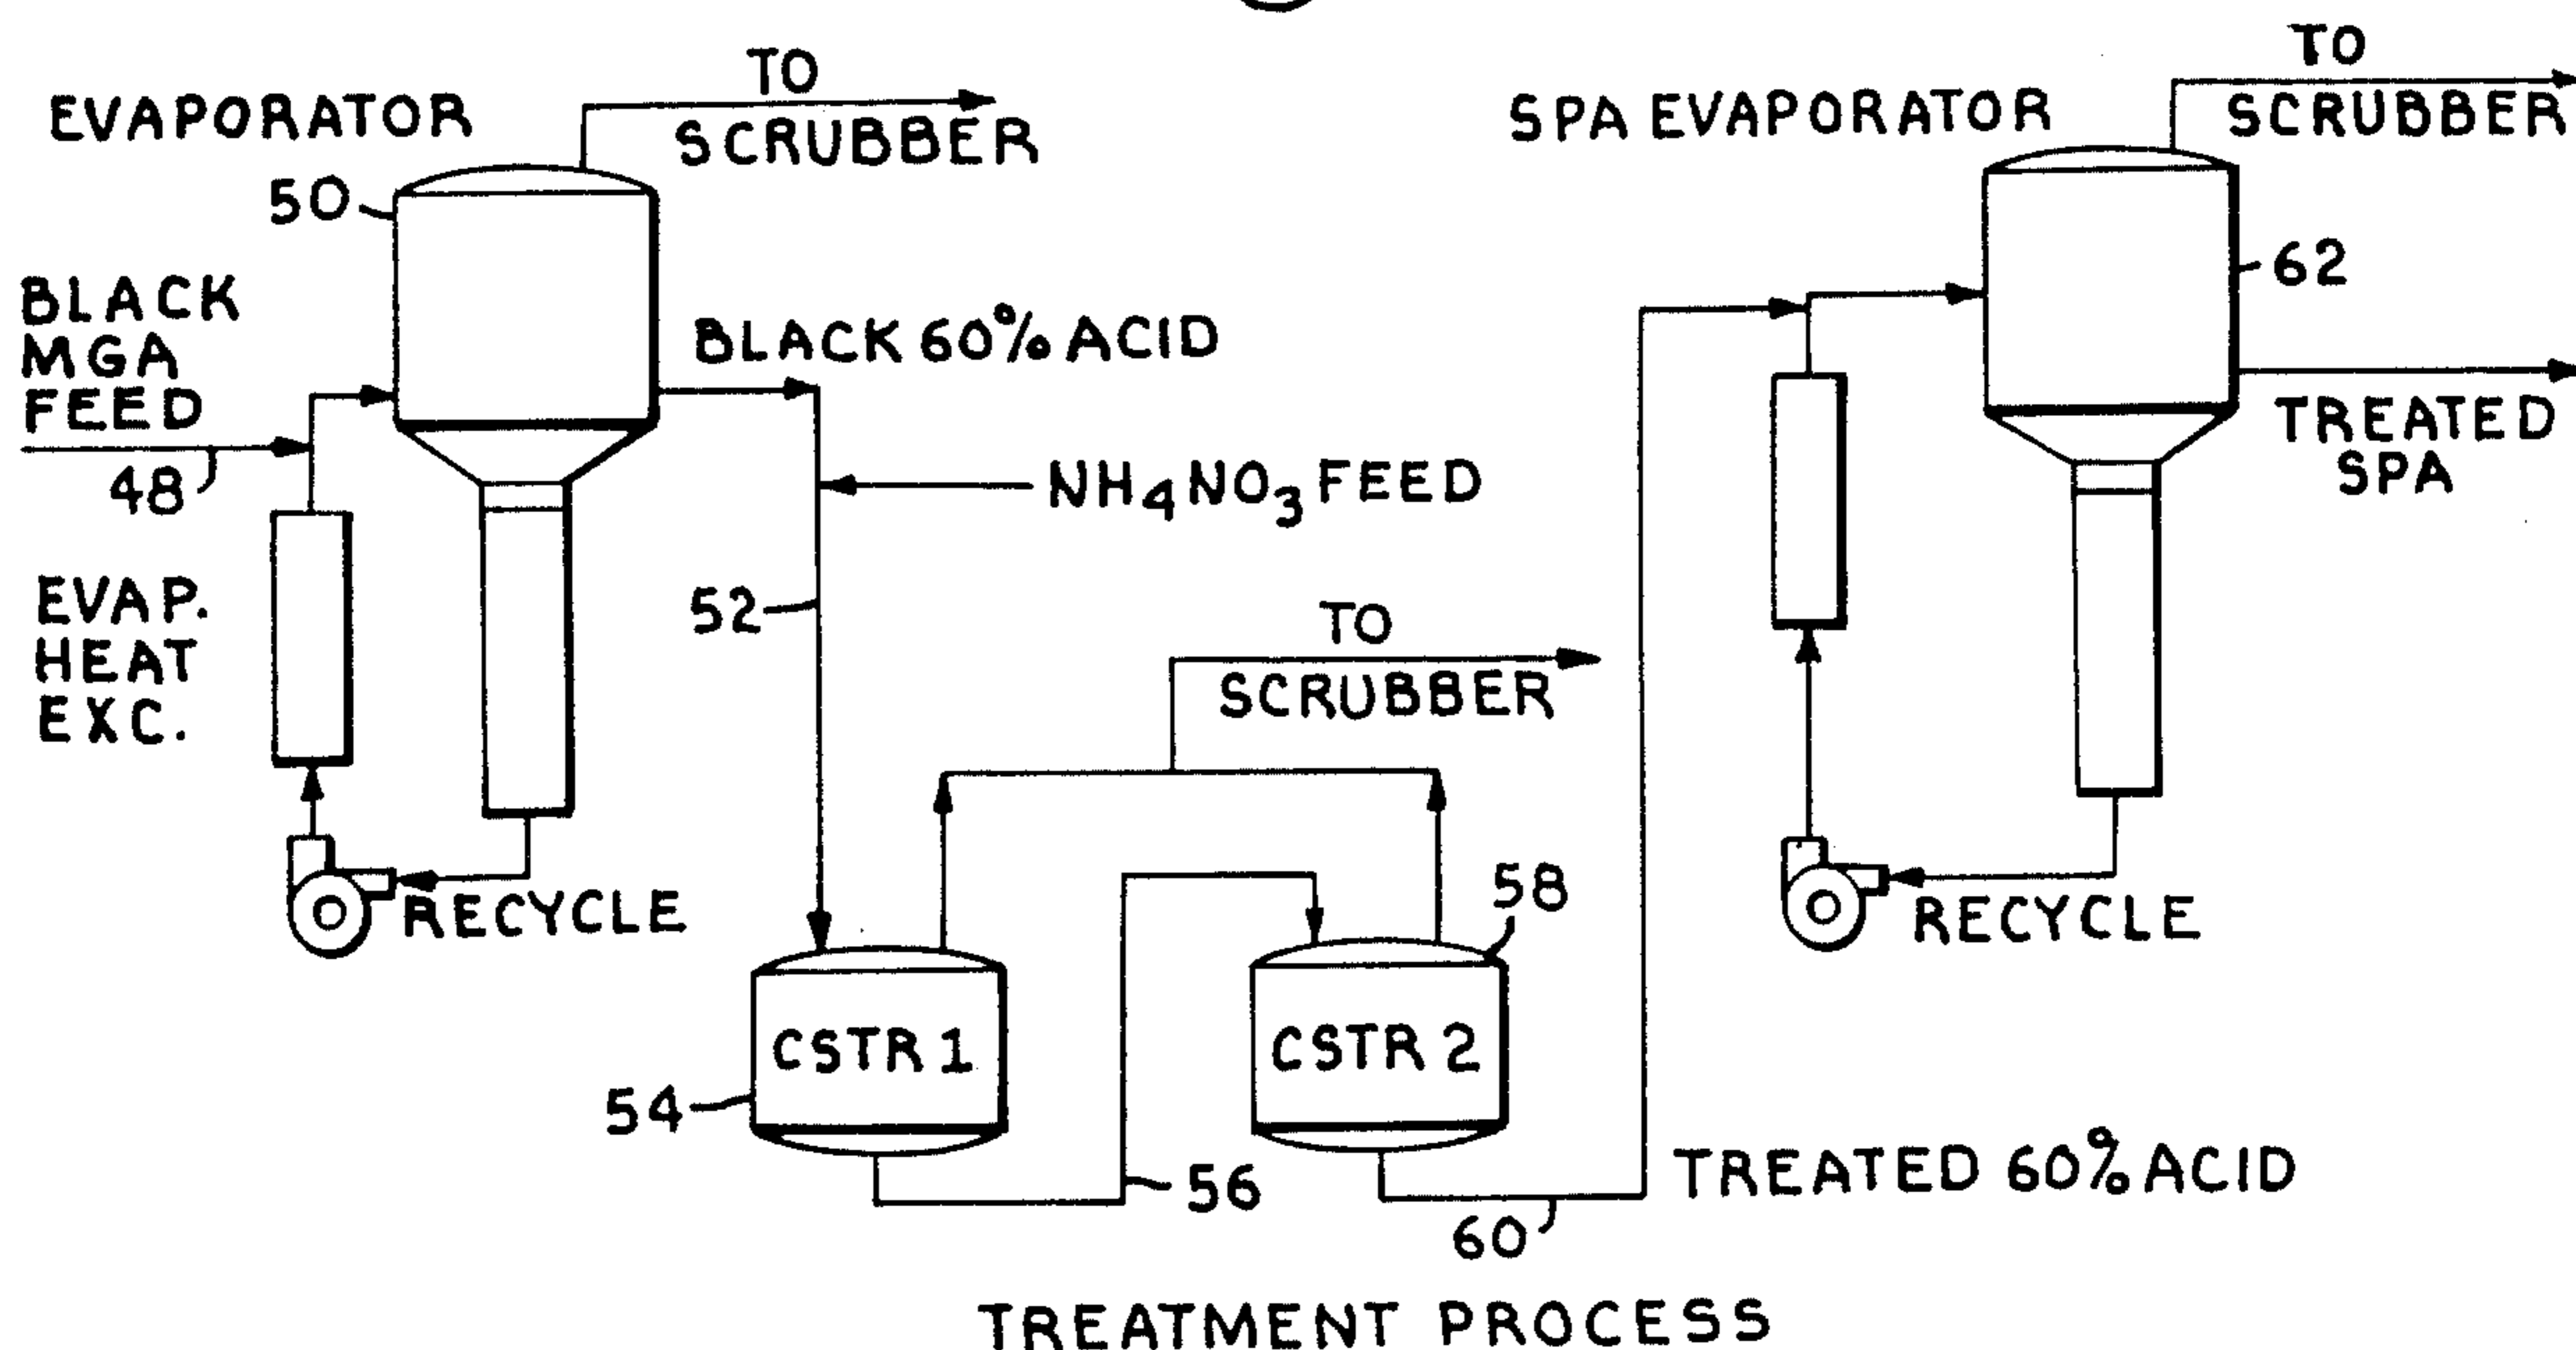 EVAPORATOR
TO
SCRUBBER
50
BLACK
MGA
FEED
48
EVAP.
HEAT
EXC.
RECYCLE
BLACK 60% ACID
NH4NO3 FEED
52
TO
SCRUBBER
CSTR 1
54
56
CSTR 2
58
60
TREATED 60% ACID
SPA EVAPORATOR
TO
SCRUBBER
62
TREATED
SPA
RECYCLE
TREATMENT PROCESS